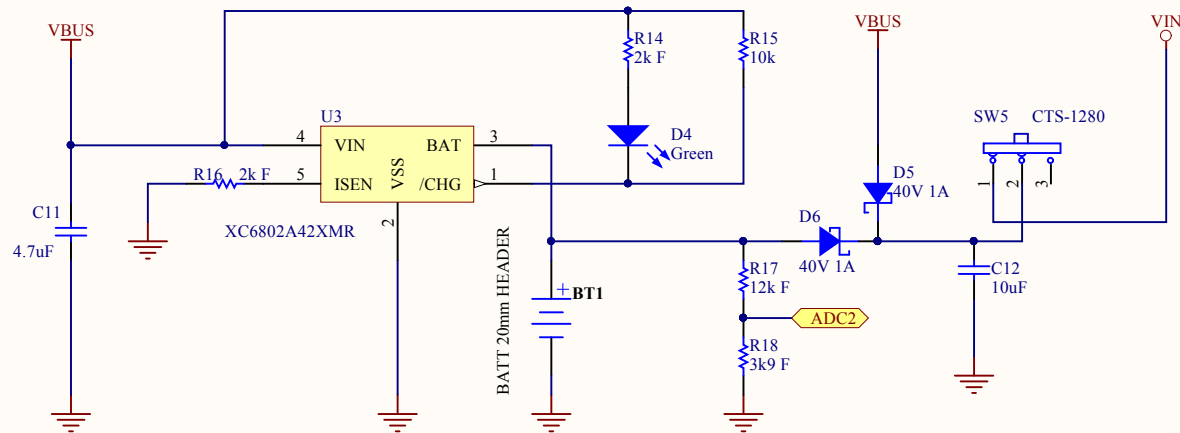 VBUS
R14
2k F
R15
10k
VBUS
VIN
U3
4
VIN
BAT
3
D4
Green
SW5
CTS-1280
R16
2k F
5
ISEN
VSS
/CHG
1
1
2
3
D5
40V 1A
C11
4.7uF
2
XC6802A42XMR
D6
40V 1A
BATT 20mm HEADER
BT1
R17
12k F
C12
10uF
ADC2
R18
3k9 F